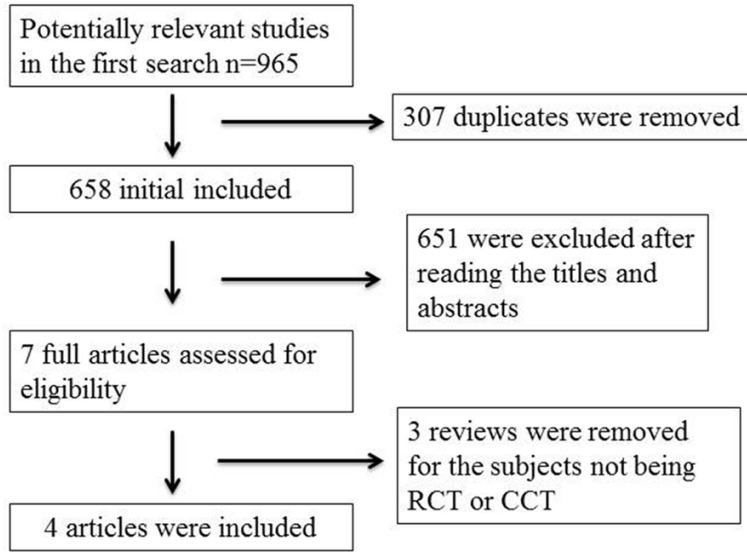 Potentially relevant studies
in the first search n=965
307 duplicates were removed
658 initial included
651 were excluded after
reading the titles and
abstracts
7 full articles assessed for
eligibility
3 reviews were removed
for the subjects not being
RCT or CCT
4 articles were included